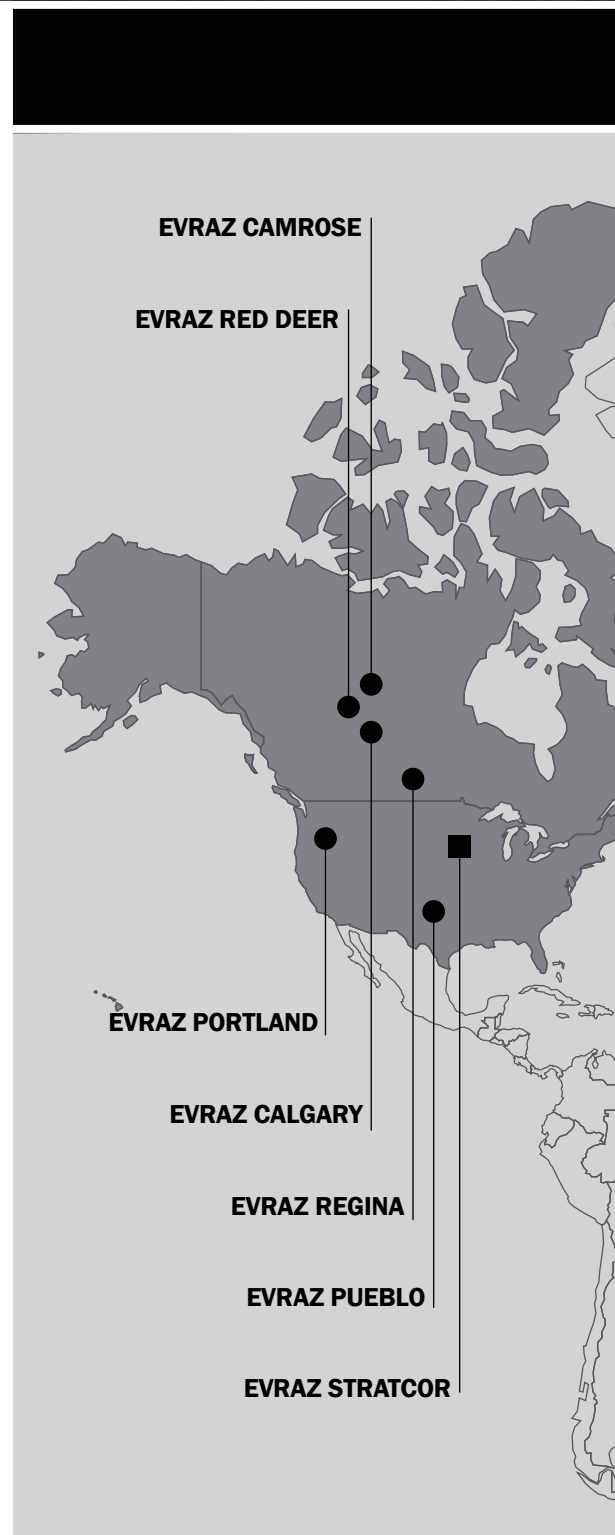 EVRAZ CAMROSE
EVRAZ RED DEER
EVRAZ PORTLAND
EVRAZ CALGARY
EVRAZ REGINA
EVRAZ PUEBLO
EVRAZ STRATCOR